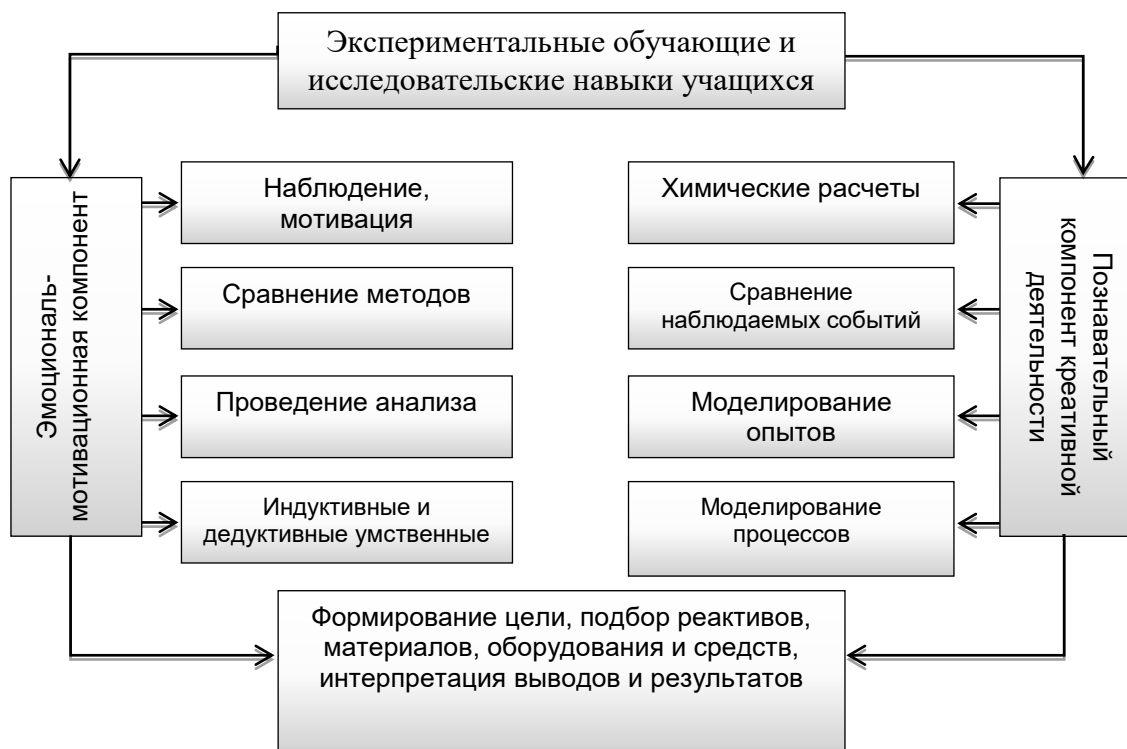 Экспериментальные обучающие и
исследовательские навыки учащихся
Эмоциональ-
мотивационная компонент
Наблюдение,
мотивация
Сравнение методов
Проведение анализа
Индуктивные и
дедуктивные умственные
Химические расчеты
Сравнение
наблюдаемых событий
Моделирование
опытов
Моделирование
процессов
Познавательный
компонент креативной
деятельности
Формирование цели, подбор реактивов,
материалов, оборудования и средств,
интерпретация выводов и результатов